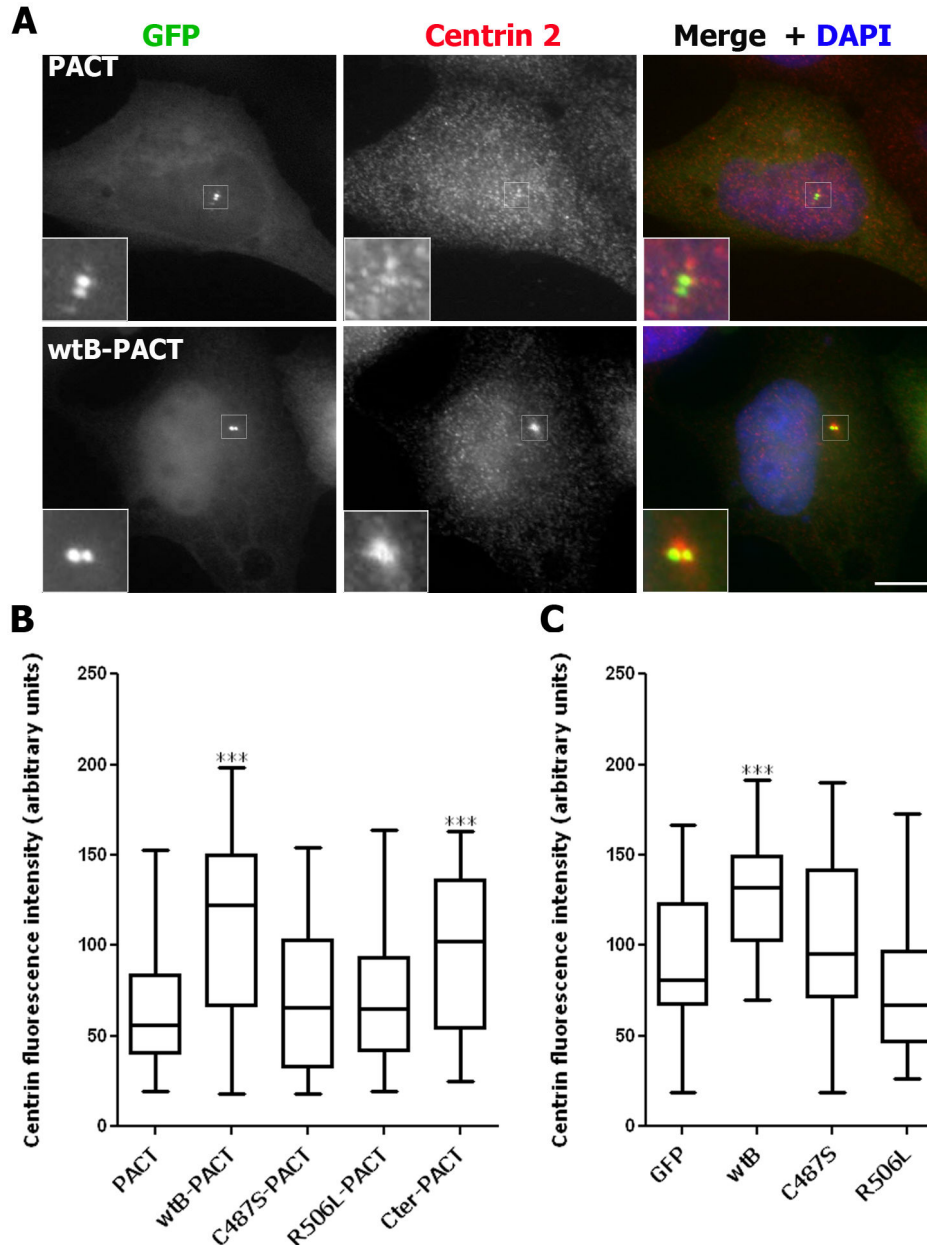 A
GFP
Centrin 2
Merge + DAPI
PACT
wtB-PACT
B
Centrin fluorescence intensity (arbitrary units)
250
200
150
100
50
0
***
***
PACT
wtB-PACT
C487S-PACT
R506L-PACT
Cter-PACT
C
Centrin fluorescence intensity (arbitrary units)
250
200
150
100
50
0
***
GFP
wtB
C487S
R506L